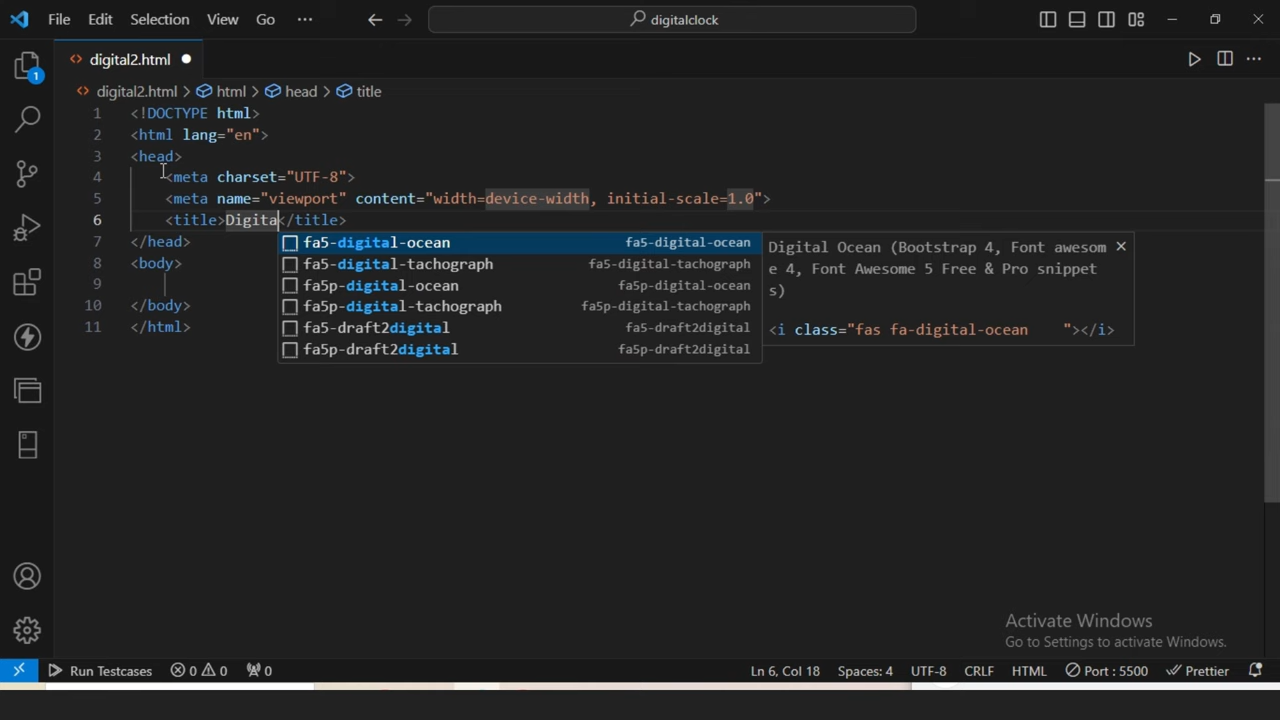 File Edit Selection View Go ··· digitalclock
digital2.html
digital2.html > html > head > title
1 <!DOCTYPE html>
2 <html lang="en">
3 <head>
4 <meta charset="UTF-8">
5 <meta name="viewport" content="width=device-width, initial-scale=1.0">
6 <title>Digita</title>
7 </head>
8 <body>
9
10 </body>
11 </html>
fa5-digital-ocean fa5-digital-ocean
fa5-digital-tachograph fa5-digital-tachograph
fa5p-digital-ocean fa5p-digital-ocean
fa5p-digital-tachograph fa5p-digital-tachograph
fa5-draft2digital fa5-draft2digital
fa5p-draft2digital fa5p-draft2digital
Digital Ocean (Bootstrap 4, Font awesom
e 4, Font Awesome 5 Free & Pro snippet
s)
<i class="fas fa-digital-ocean "></i>
1
Activate Windows
Go to Settings to activate Windows.
Run Testcases 0 0 0 Ln 6, Col 18 Spaces: 4 UTF-8 CRLF HTML Port : 5500 Prettier